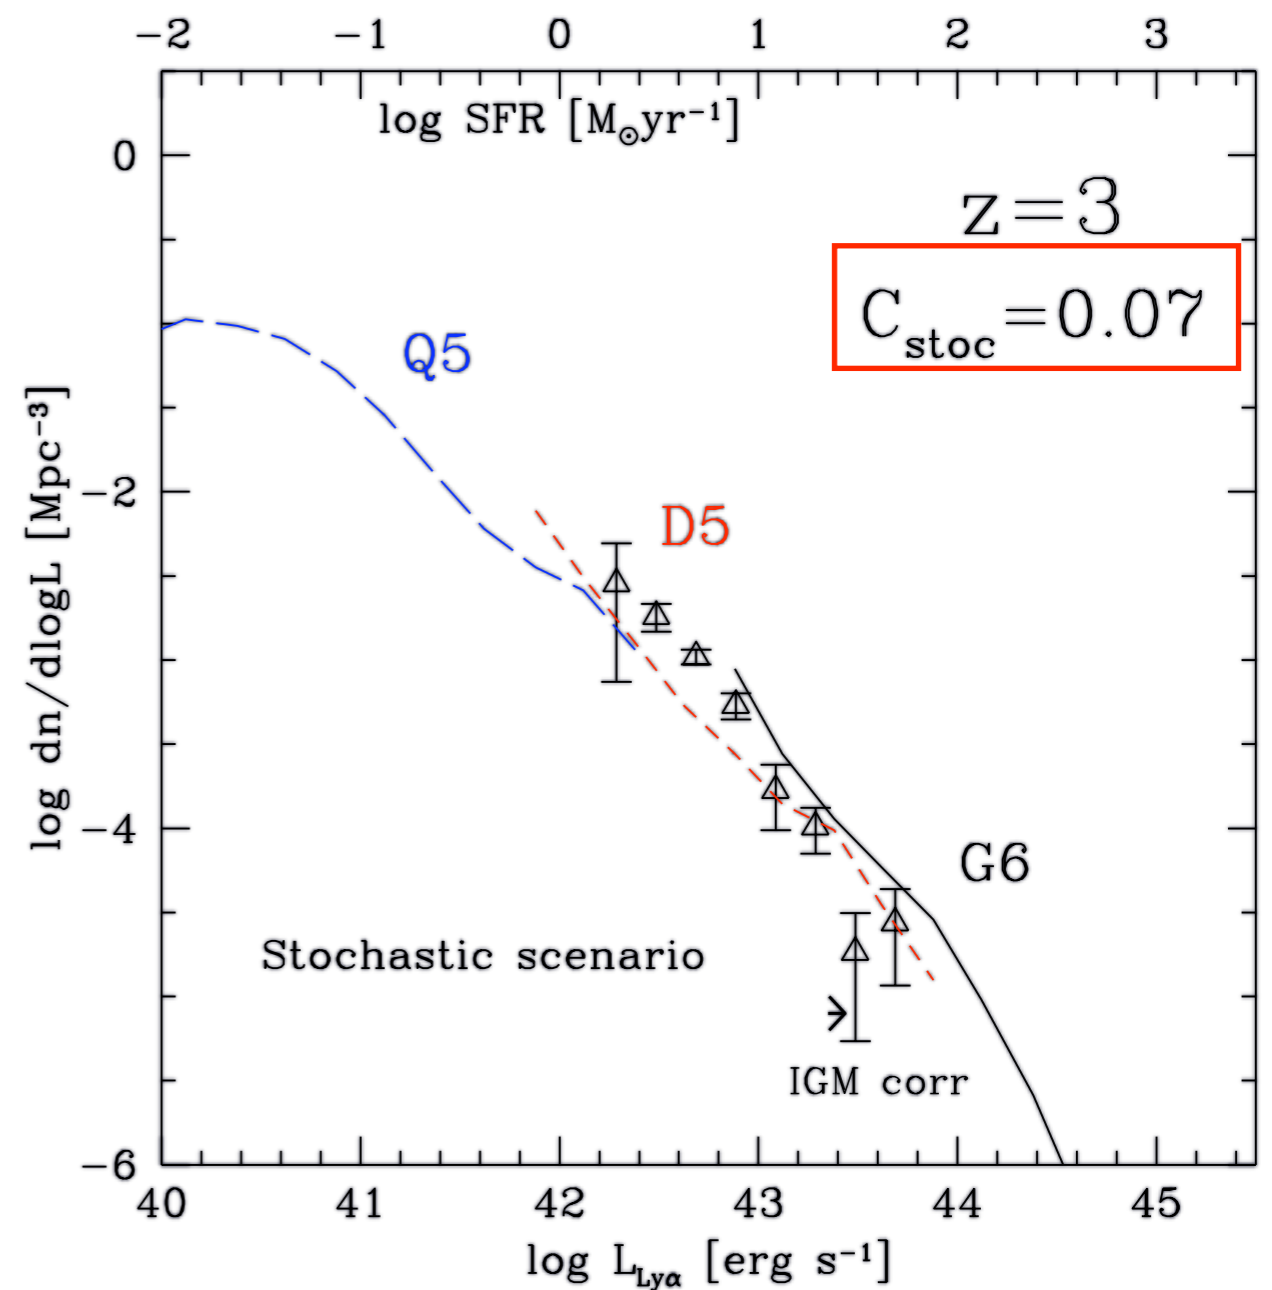 −2 −1 0 1 2 3
log SFR [M☉yr⁻¹]
0
z=3
C_stoc=0.07
Q5
log dn/dlogL [Mpc⁻³]
−2
D5
−4
G6
Stochastic scenario
IGM corr
−6
40 41 42 43 44 45
log L_Lyα [erg s⁻¹]